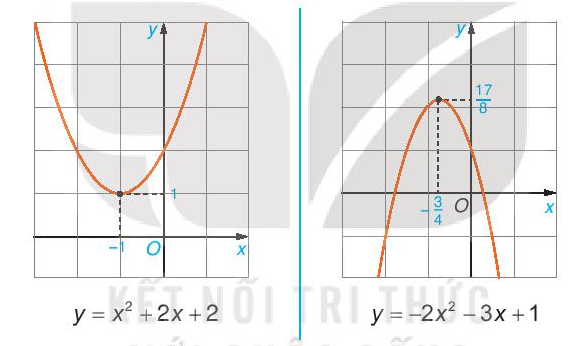 y
1
-1 O x
y = x² + 2x + 2
y
17/8
-3/4 O x
y = -2x² - 3x + 1
KẾT NỐI TRI THỨC